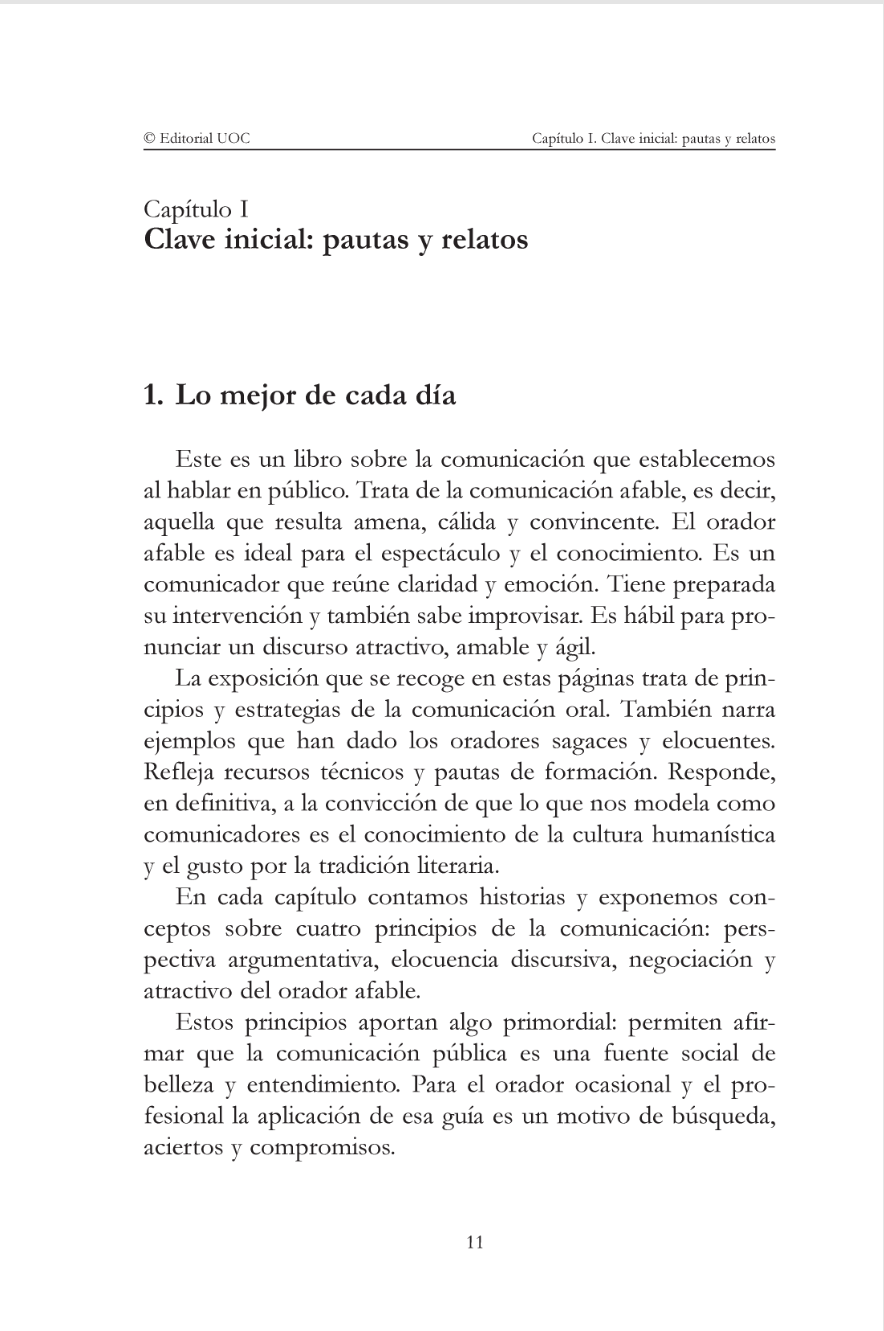 © Editorial UOC Capítulo I. Clave inicial: pautas y relatos
Capítulo I
Clave inicial: pautas y relatos
1. Lo mejor de cada día
Este es un libro sobre la comunicación que establecemos
al hablar en público. Trata de la comunicación afable, es decir,
aquella que resulta amena, cálida y convincente. El orador
afable es ideal para el espectáculo y el conocimiento. Es un
comunicador que reúne claridad y emoción. Tiene preparada
su intervención y también sabe improvisar. Es hábil para pro-
nunciar un discurso atractivo, amable y ágil.
La exposición que se recoge en estas páginas trata de prin-
cipios y estrategias de la comunicación oral. También narra
ejemplos que han dado los oradores sagaces y elocuentes.
Refleja recursos técnicos y pautas de formación. Responde,
en definitiva, a la convicción de que lo que nos modela como
comunicadores es el conocimiento de la cultura humanística
y el gusto por la tradición literaria.
En cada capítulo contamos historias y exponemos con-
ceptos sobre cuatro principios de la comunicación: pers-
pectiva argumentativa, elocuencia discursiva, negociación y
atractivo del orador afable.
Estos principios aportan algo primordial: permiten afir-
mar que la comunicación pública es una fuente social de
belleza y entendimiento. Para el orador ocasional y el pro-
fesional la aplicación de esa guía es un motivo de búsqueda,
aciertos y compromisos.
11